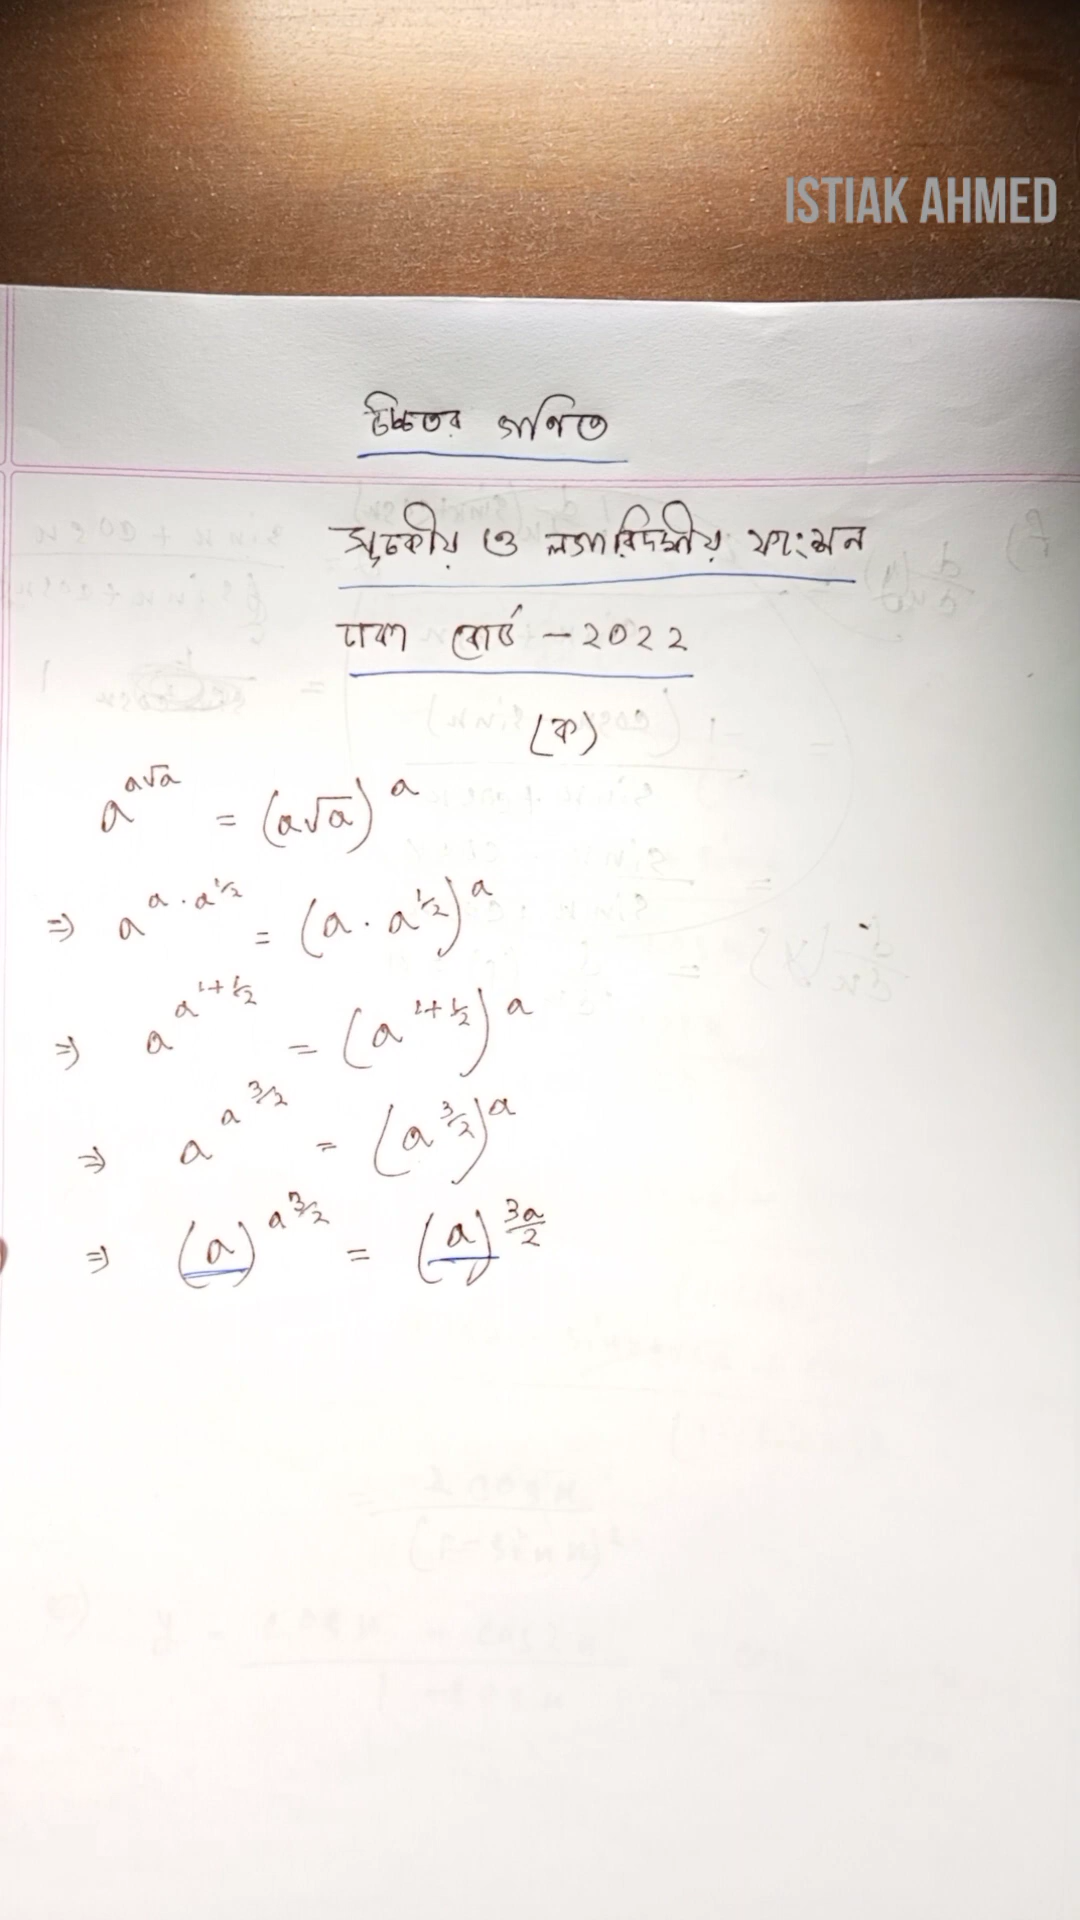 ISTIAK AHMED
উচ্চতর গণিত
সূচকীয় ও লগারিদমীয় ফাংশন
ঢাকা বোর্ড - ২০২২
(ক)
a^{a√a} = (a√a)^a
⇒ a^{a · a^{1/2}} = (a · a^{1/2})^a
⇒ a^{a^{1+1/2}} = (a^{1+1/2})^a
⇒ a^{a^{3/2}} = (a^{3/2})^a
⇒ (a)^{a^{3/2}} = (a)^{3a/2}